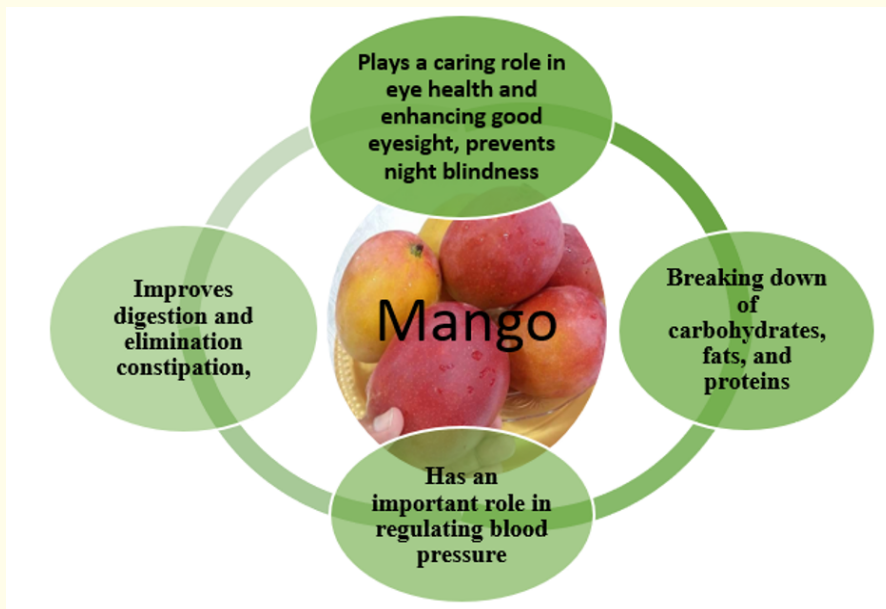 Plays a caring role in
eye health and
enhancing good
eyesight, prevents
night blindness
Mango
Breaking down
of
carbohydrates,
fats, and
proteins
Has an
important role in
regulating blood
pressure
Improves
digestion and
elimination
constipation,